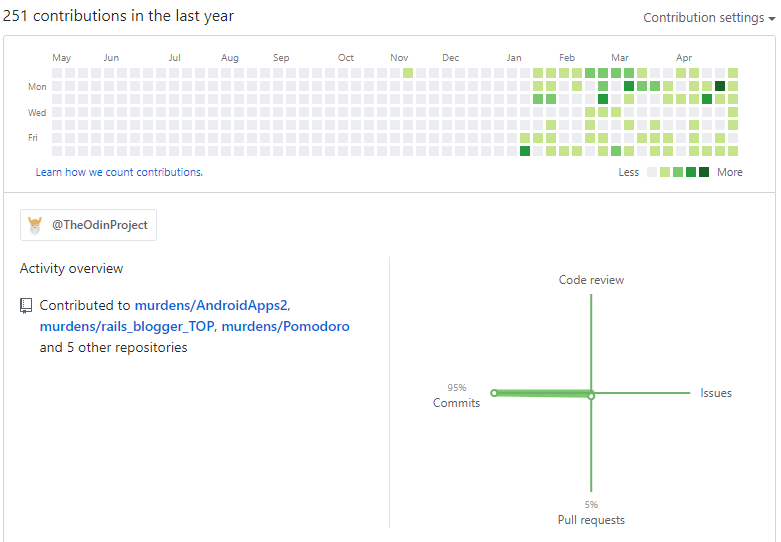 251 contributions in the last year
Contribution settings
May Jun Jul Aug Sep Oct Nov Dec Jan Feb Mar Apr
Mon
Wed
Fri
Learn how we count contributions.
Less More
@TheOdinProject
Activity overview
Contributed to murdens/AndroidApps2,
murdens/rails_blogger_TOP, murdens/Pomodoro
and 5 other repositories
Code review
95%
Commits
Issues
5%
Pull requests